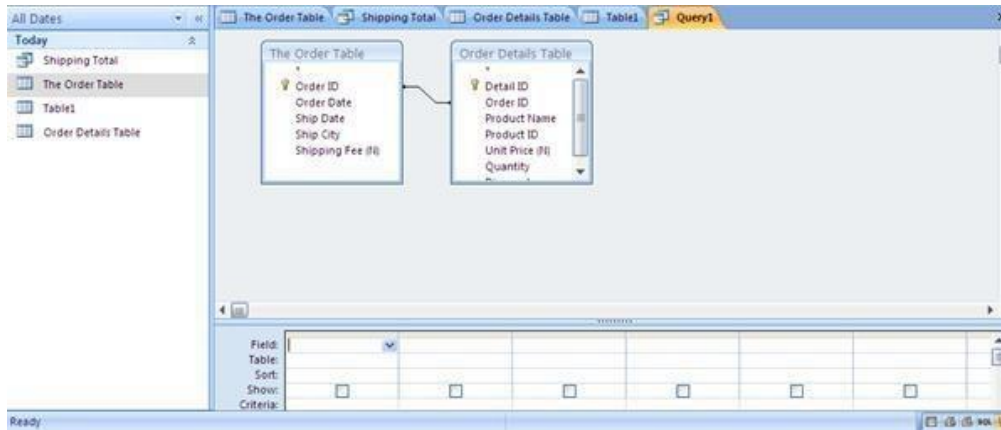 All Dates
The Order Table Shipping Total Order Details Table Table1 Query1
Today
Shipping Total
The Order Table
Table1
Order Details Table
The Order Table
*
Order ID
Order Date
Ship Date
Ship City
Shipping Fee (N)
Order Details Table
*
Detail ID
Order ID
Product Name
Product ID
Unit Price (N)
Quantity
Field:
Table:
Sort:
Show:
Criteria:
Ready
SQL